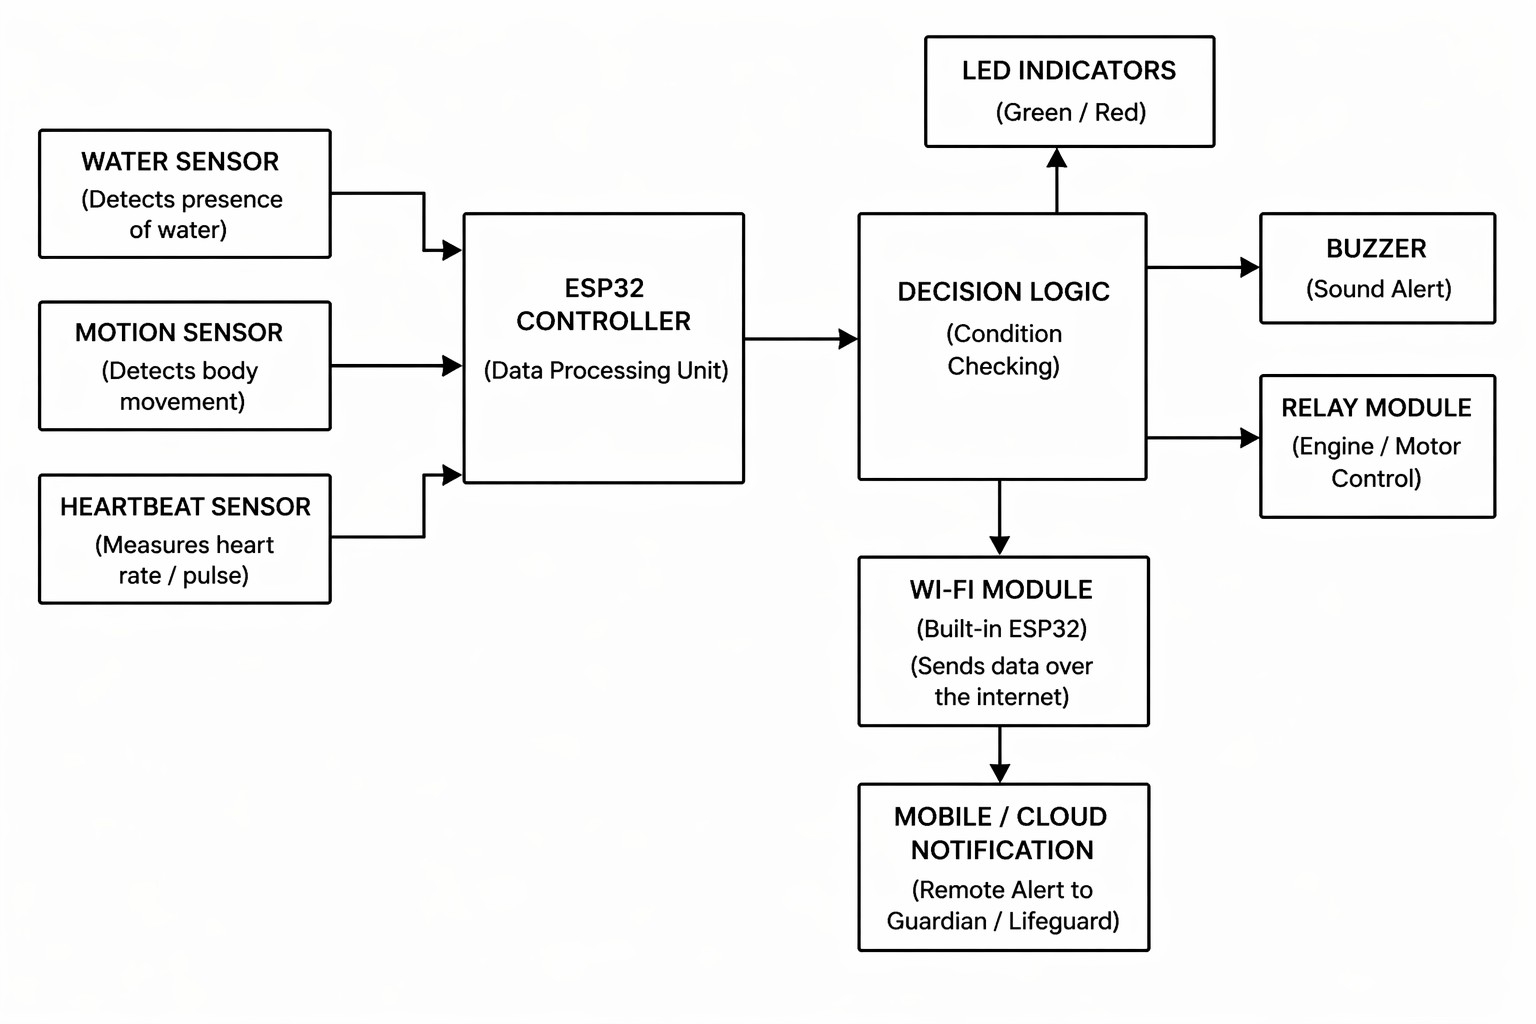 WATER SENSOR
(Detects presence
of water)
MOTION SENSOR
(Detects body
movement)
HEARTBEAT SENSOR
(Measures heart
rate / pulse)
ESP32
CONTROLLER
(Data Processing Unit)
DECISION LOGIC
(Condition
Checking)
LED INDICATORS
(Green / Red)
BUZZER
(Sound Alert)
RELAY MODULE
(Engine / Motor
Control)
WI-FI MODULE
(Built-in ESP32)
(Sends data over
the internet)
MOBILE / CLOUD
NOTIFICATION
(Remote Alert to
Guardian / Lifeguard)